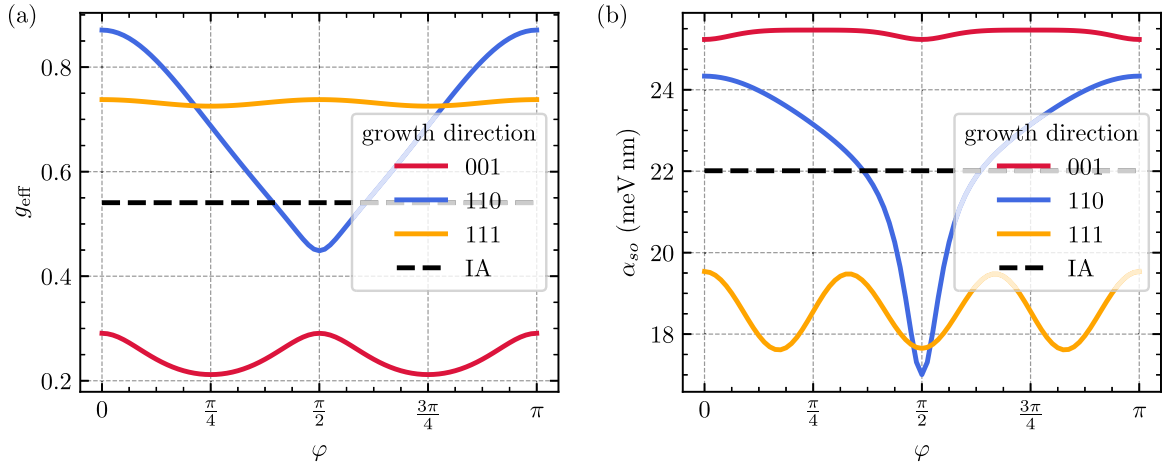 (a)
g_eff
0.8
0.6
0.4
0.2
0
π/4
π/2
3π/4
π
φ
growth direction
001
110
111
IA
(b)
α_so (meV nm)
24
22
20
18
0
π/4
π/2
3π/4
π
φ
growth direction
001
110
111
IA